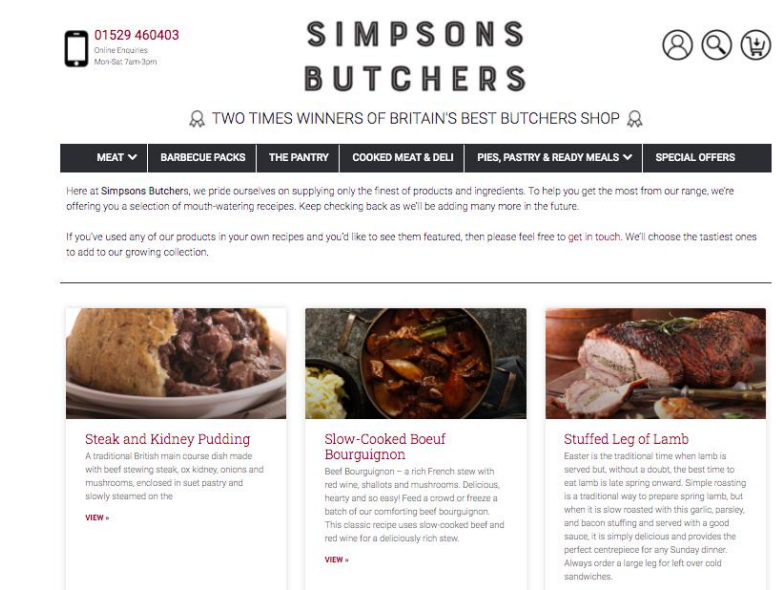 01529 460403
Online Enquiries
Mon-Sat 7am-3pm
SIMPSONS
BUTCHERS
TWO TIMES WINNERS OF BRITAIN'S BEST BUTCHERS SHOP
MEAT
BARBECUE PACKS
THE PANTRY
COOKED MEAT & DELI
PIES, PASTRY & READY MEALS
SPECIAL OFFERS
Here at Simpsons Butchers, we pride ourselves on supplying only the finest of products and ingredients. To help you get the most from our range, we're
offering you a selection of mouth-watering receipes. Keep checking back as we'll be adding many more in the future.
If you've used any of our products in your own recipes and you'd like to see them featured, then please feel free to get in touch. We'll choose the tastiest ones
to add to our growing collection.
Steak and Kidney Pudding
A traditional British main course dish made
with beef stewing steak, ox kidney, onions and
mushrooms, enclosed in suet pastry and
slowly steamed on the
VIEW »
Slow-Cooked Boeuf
Bourguignon
Beef Bourguignon – a rich French stew with
red wine, shallots and mushrooms. Delicious,
hearty and so easy! Feed a crowd or freeze a
batch of our comforting beef bourguignon.
This classic recipe uses slow-cooked beef and
red wine for a deliciously rich stew.
VIEW »
Stuffed Leg of Lamb
Easter is the traditional time when lamb is
served but, without a doubt, the best time to
eat lamb is late spring onward. Simple roasting
is a traditional way to prepare spring lamb, but
when it is slow roasted with this garlic, parsley,
and bacon stuffing and served with a good
sauce, it is simply delicious and provides the
perfect centrepiece for any Sunday dinner.
Always order a large leg for left over cold
sandwiches.